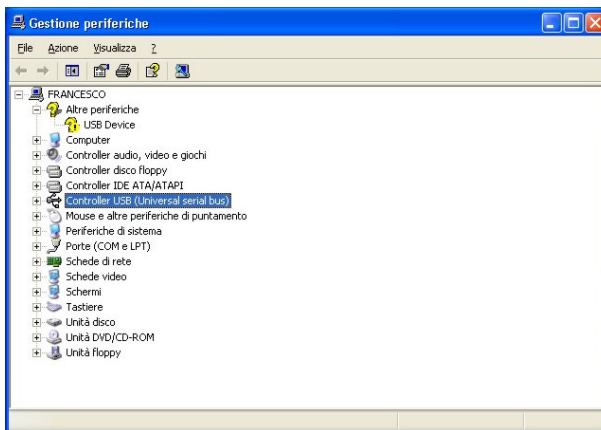 Gestione periferiche
File Azione Visualizza ?
FRANCESCO
Altre periferiche
USB Device
Computer
Controller audio, video e giochi
Controller disco floppy
Controller IDE ATA/ATAPI
Controller USB (Universal serial bus)
Mouse e altre periferiche di puntamento
Periferiche di sistema
Porte (COM e LPT)
Schede di rete
Schede video
Schermi
Tastiere
Unità disco
Unità DVD/CD-ROM
Unità floppy